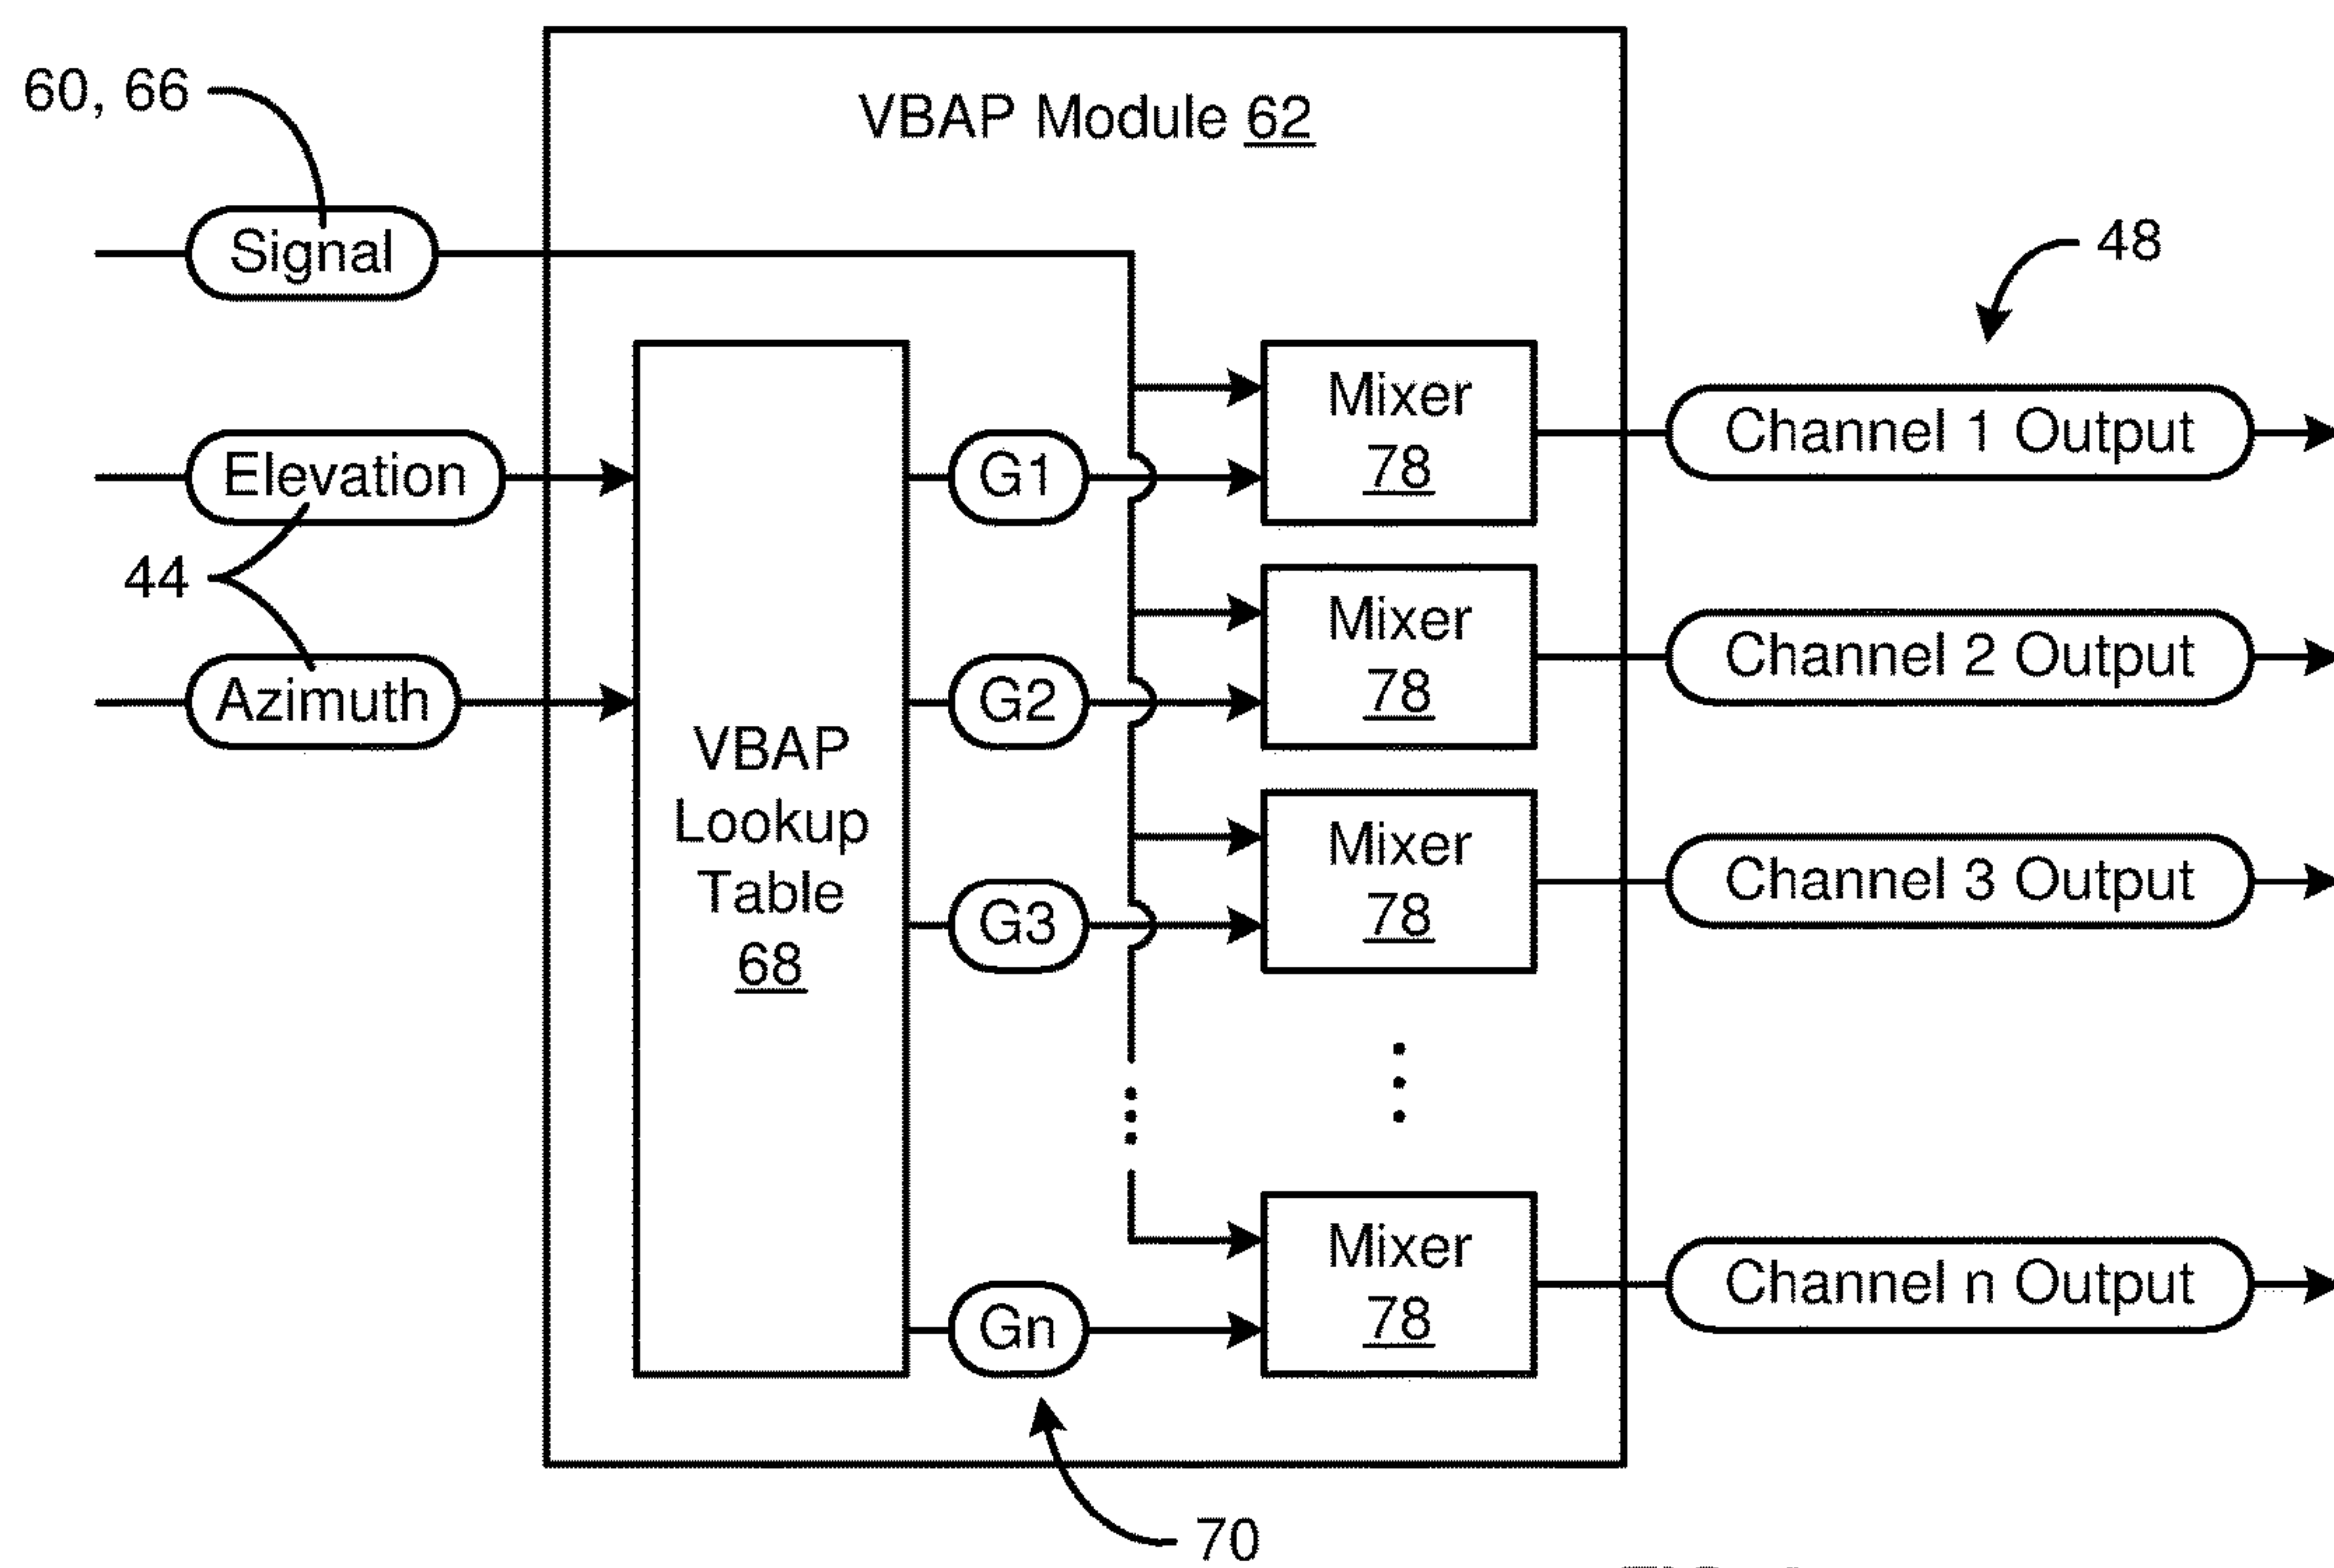 60, 66
VBAP Module 62
Signal
48
Elevation
44
Azimuth
VBAP
Lookup
Table
68
G1
G2
G3
Gn
Mixer
78
Mixer
78
Mixer
78
Mixer
78
Channel 1 Output
Channel 2 Output
Channel 3 Output
Channel n Output
70